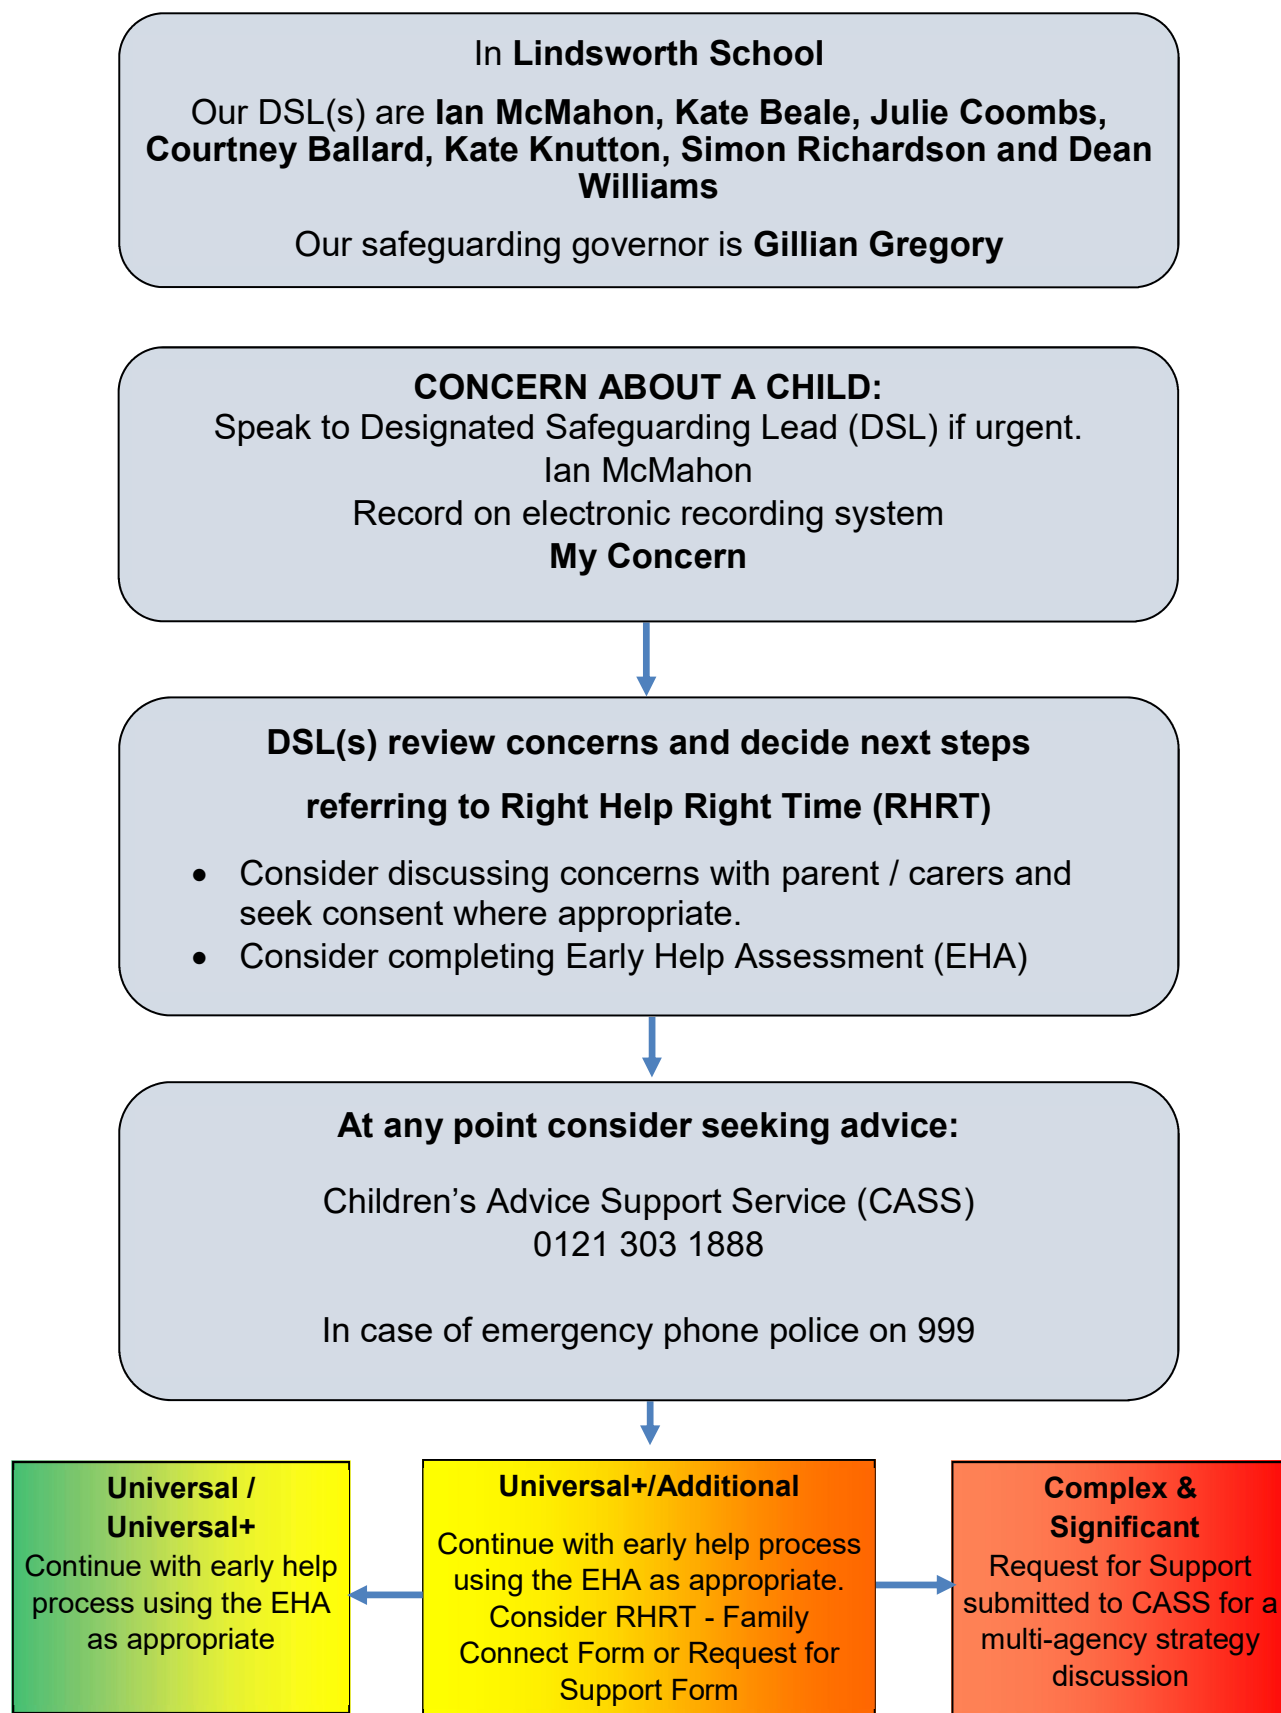 In Lindsworth School
Our DSL(s) are Ian McMahon, Kate Beale, Julie Coombs,
Courtney Ballard, Kate Knutton, Simon Richardson and Dean
Williams
Our safeguarding governor is Gillian Gregory
CONCERN ABOUT A CHILD:
Speak to Designated Safeguarding Lead (DSL) if urgent.
Ian McMahon
Record on electronic recording system
My Concern
DSL(s) review concerns and decide next steps
referring to Right Help Right Time (RHRT)
• Consider discussing concerns with parent / carers and
seek consent where appropriate.
• Consider completing Early Help Assessment (EHA)
At any point consider seeking advice:
Children’s Advice Support Service (CASS)
0121 303 1888
In case of emergency phone police on 999
Universal /
Universal+
Continue with early help
process using the EHA
as appropriate
Universal+/Additional
Continue with early help process
using the EHA as appropriate.
Consider RHRT - Family
Connect Form or Request for
Support Form
Complex &
Significant
Request for Support
submitted to CASS for a
multi-agency strategy
discussion